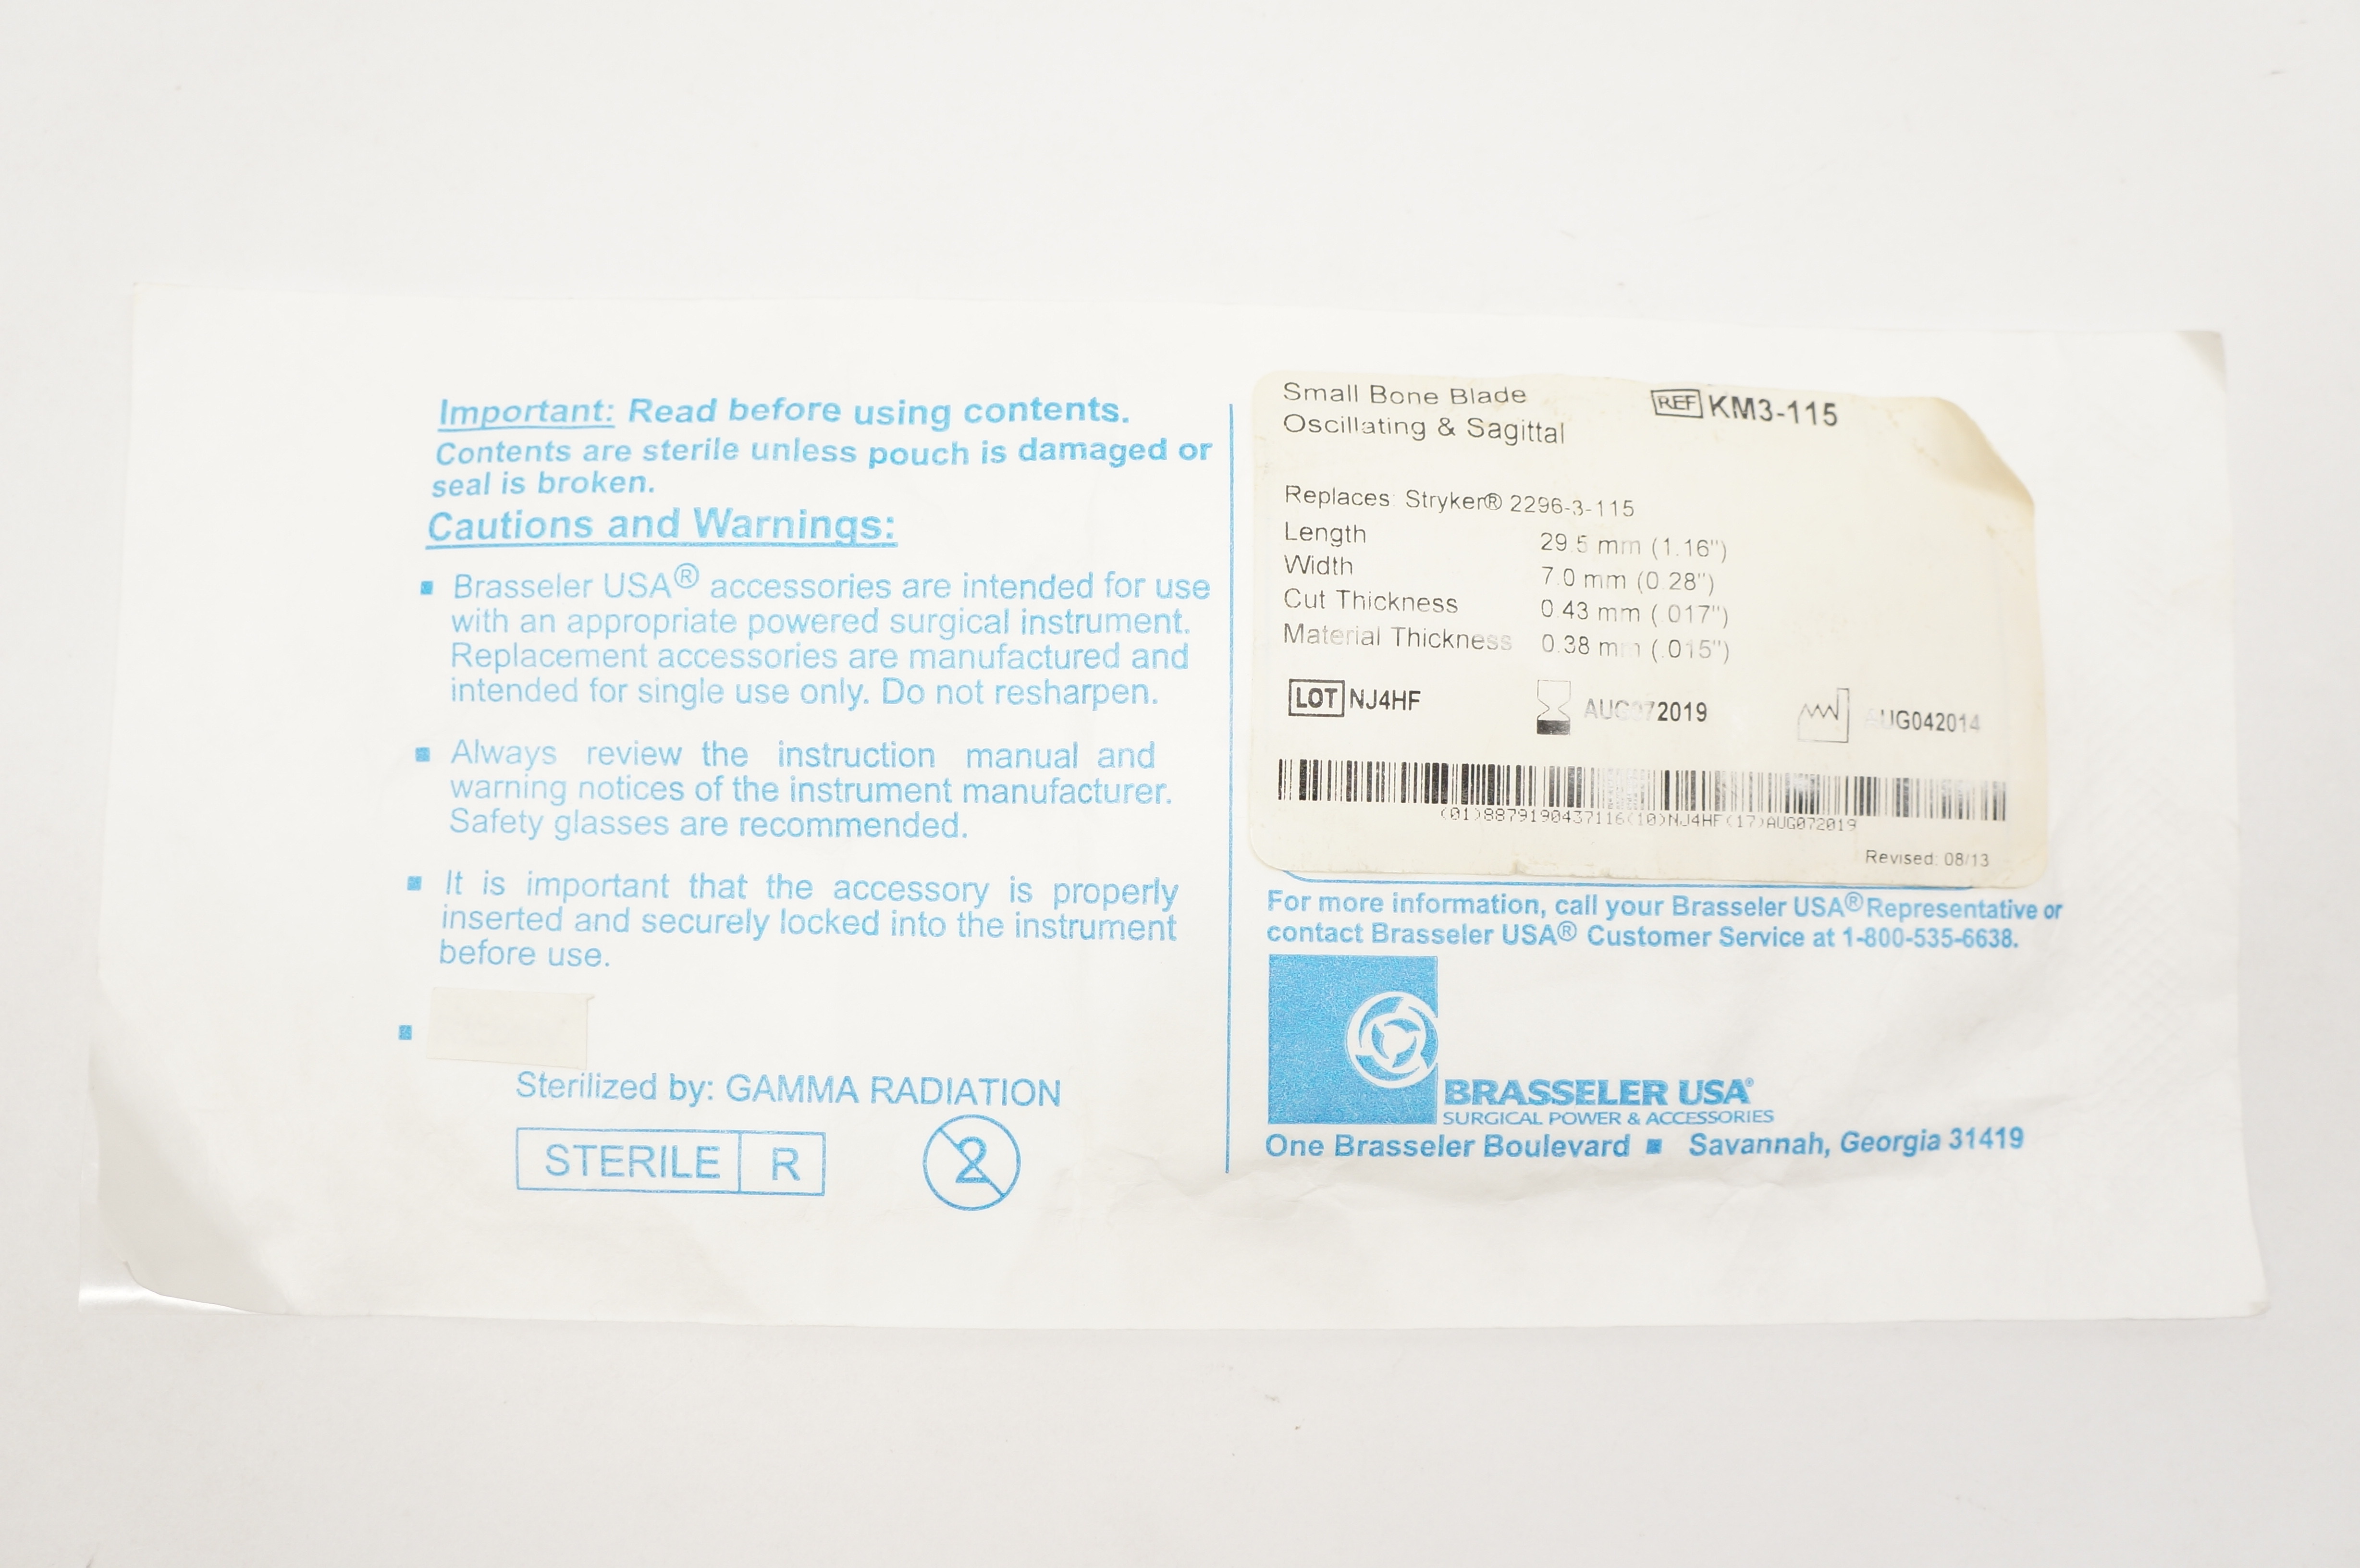 Important: Read before using contents.
Contents are sterile unless pouch is damaged or
seal is broken.
Cautions and Warnings:
▪ Brasseler USA® accessories are intended for use
with an appropriate powered surgical instrument.
Replacement accessories are manufactured and
intended for single use only. Do not resharpen.
▪ Always review the instruction manual and
warning notices of the instrument manufacturer.
Safety glasses are recommended.
▪ It is important that the accessory is properly
inserted and securely locked into the instrument
before use.
▪
Sterilized by: GAMMA RADIATION
STERILE R
2
Small Bone Blade
Oscillating & Sagittal
REF KM3-115
Replaces: Stryker® 2296-3-115
Length 29.5 mm (1.16")
Width 7.0 mm (0.28")
Cut Thickness 0.43 mm (.017")
Material Thickness 0.38 mm (.015")
LOT NJ4HF AUG072019 AUG042014
(01)8879190437116(10)NJ4HF(17)AUG072019
Revised: 08/13
For more information, call your Brasseler USA® Representative or
contact Brasseler USA® Customer Service at 1-800-535-6638.
BRASSELER USA®
SURGICAL POWER & ACCESSORIES
One Brasseler Boulevard ▪ Savannah, Georgia 31419